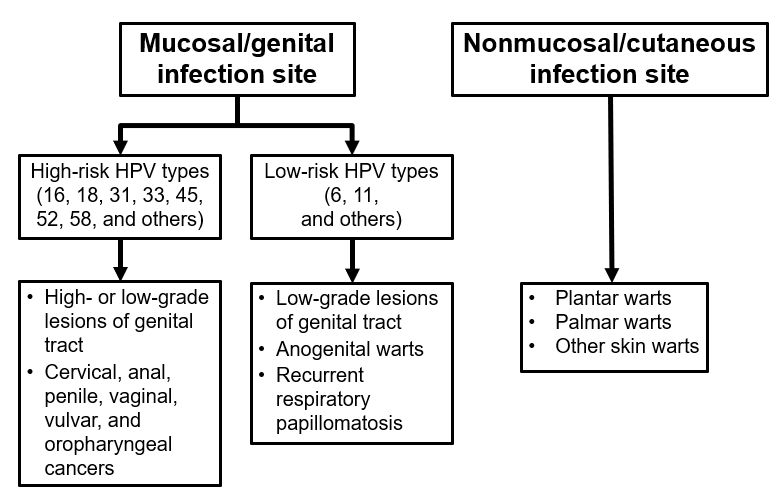 Mucosal/genital
infection site
Nonmucosal/cutaneous
infection site
High-risk HPV types
(16, 18, 31, 33, 45,
52, 58, and others)
Low-risk HPV types
(6, 11,
and others)
• High- or low-grade
lesions of genital
tract
• Cervical, anal,
penile, vaginal,
vulvar, and
oropharyngeal
cancers
• Low-grade lesions
of genital tract
• Anogenital warts
• Recurrent
respiratory
papillomatosis
• Plantar warts
• Palmar warts
• Other skin warts